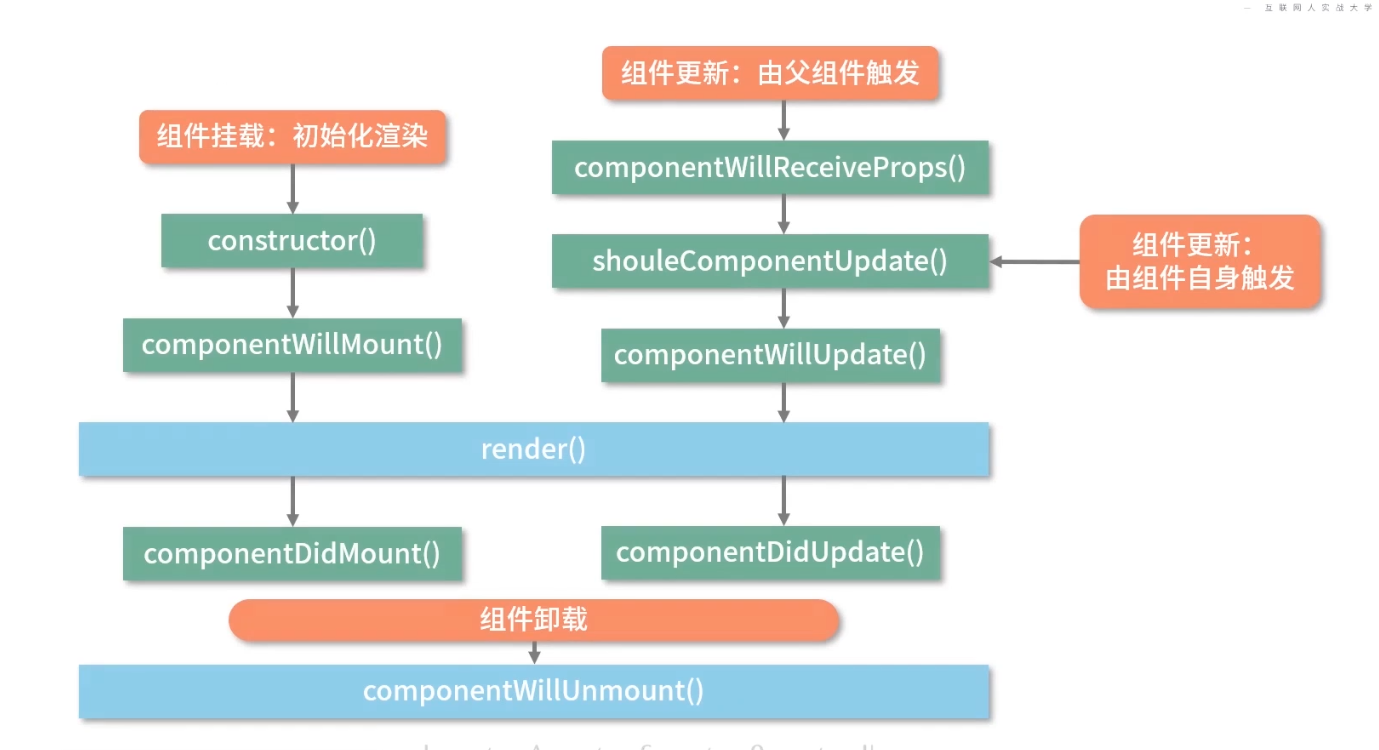 — 互联网人实战大学
组件更新：由父组件触发
组件挂载：初始化渲染
componentWillReceiveProps()
constructor()
shouleComponentUpdate()
组件更新：
由组件自身触发
componentWillMount()
componentWillUpdate()
render()
componentDidMount()
componentDidUpdate()
组件卸载
componentWillUnmount()